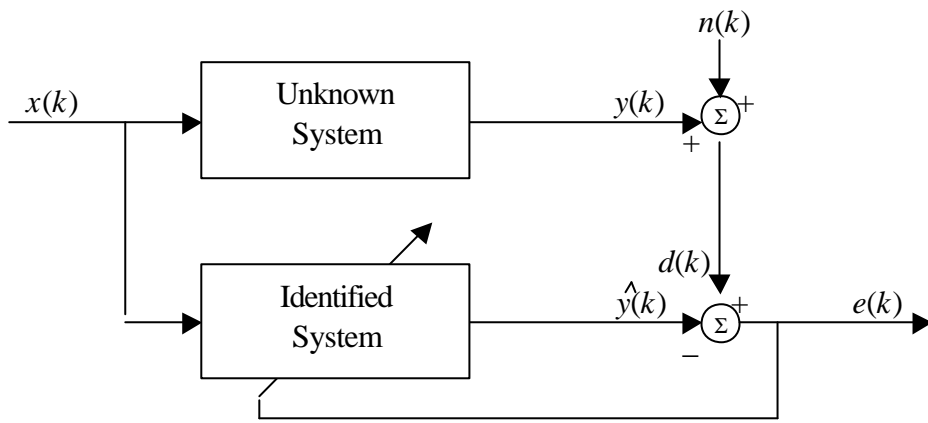 n(k)
x(k)
Unknown
System
y(k)
Σ
+
+
d(k)
Identified
System
ŷ(k)
Σ
+
−
e(k)